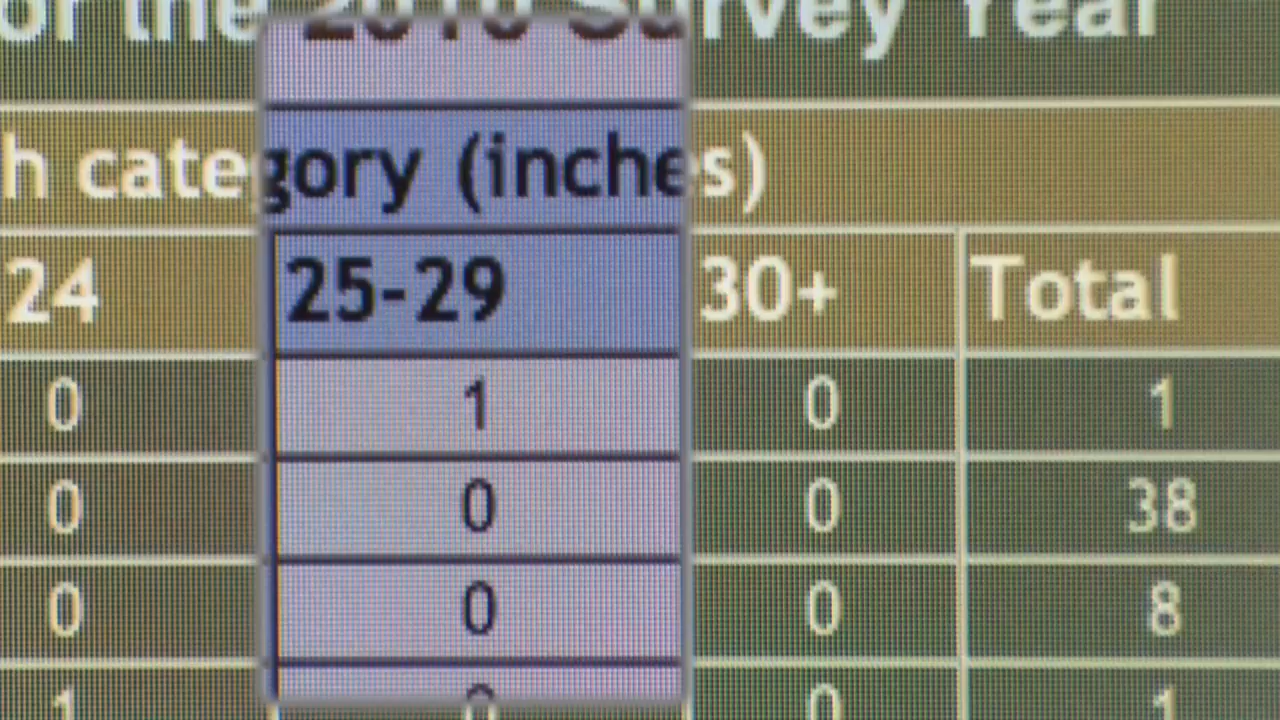 or the 2010 Survey Year
h category (inches)
24 25-29 30+ Total
0 1 0 1
0 0 0 38
0 0 0 8
1 0 0 1